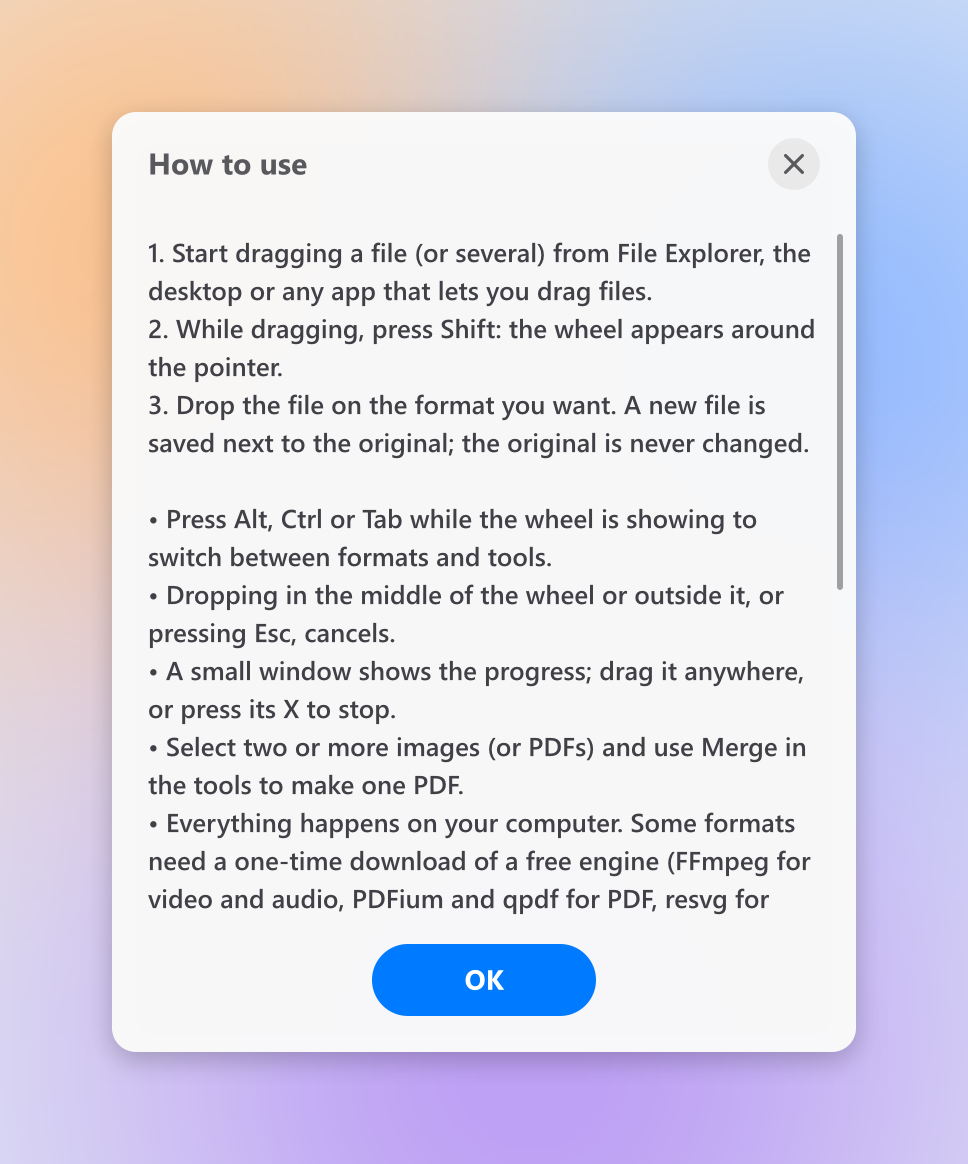 How to use
1. Start dragging a file (or several) from File Explorer, the
desktop or any app that lets you drag files.
2. While dragging, press Shift: the wheel appears around
the pointer.
3. Drop the file on the format you want. A new file is
saved next to the original; the original is never changed.
• Press Alt, Ctrl or Tab while the wheel is showing to
switch between formats and tools.
• Dropping in the middle of the wheel or outside it, or
pressing Esc, cancels.
• A small window shows the progress; drag it anywhere,
or press its X to stop.
• Select two or more images (or PDFs) and use Merge in
the tools to make one PDF.
• Everything happens on your computer. Some formats
need a one-time download of a free engine (FFmpeg for
video and audio, PDFium and qpdf for PDF, resvg for
OK